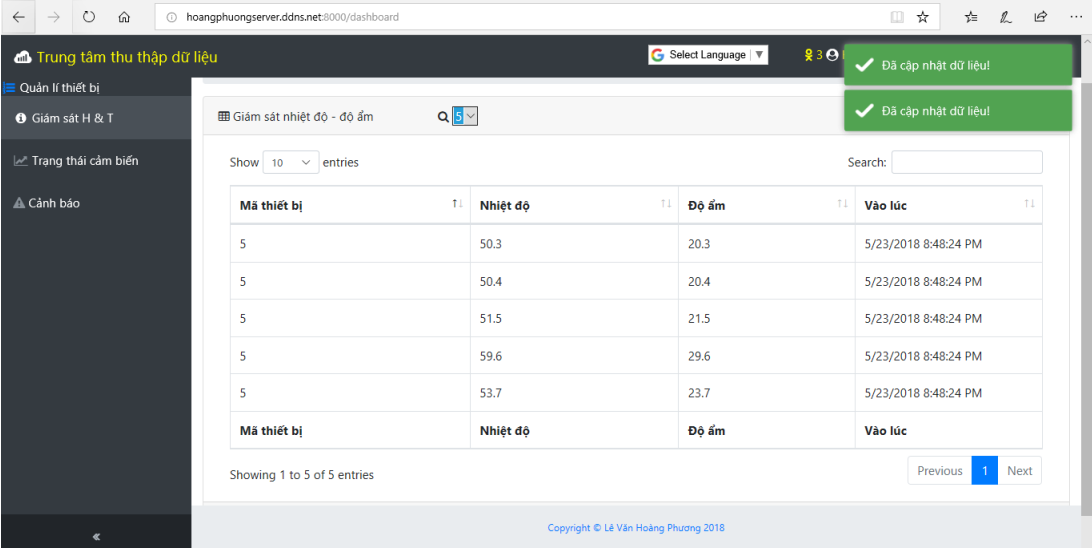 hoangphuongserver.ddns.net:8000/dashboard
Trung tâm thu thập dữ liệu
Select Language ▼
3
Đã cập nhật dữ liệu!
Đã cập nhật dữ liệu!
Quản lí thiết bị
Giám sát H & T
Trạng thái cảm biến
Cảnh báo
Giám sát nhiệt độ - độ ẩm 5
Show 10 entries Search:
Mã thiết bị Nhiệt độ Độ ẩm Vào lúc
5 50.3 20.3 5/23/2018 8:48:24 PM
5 50.4 20.4 5/23/2018 8:48:24 PM
5 51.5 21.5 5/23/2018 8:48:24 PM
5 59.6 29.6 5/23/2018 8:48:24 PM
5 53.7 23.7 5/23/2018 8:48:24 PM
Mã thiết bị Nhiệt độ Độ ẩm Vào lúc
Showing 1 to 5 of 5 entries
Previous 1 Next
Copyright © Lê Văn Hoàng Phương 2018